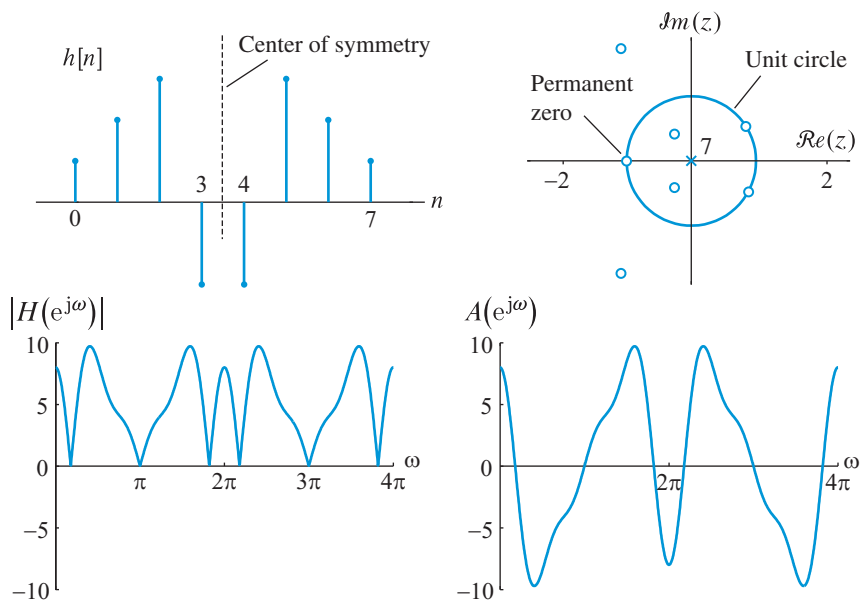 h[n]
Center of symmetry
3
4
0
7
n
ℐm(z)
Unit circle
Permanent
zero
7
ℛe(z)
−2
2
|H(e^jω)|
10
5
0
−5
−10
π
2π
3π
4π
ω
A(e^jω)
10
5
0
−5
−10
2π
4π
ω